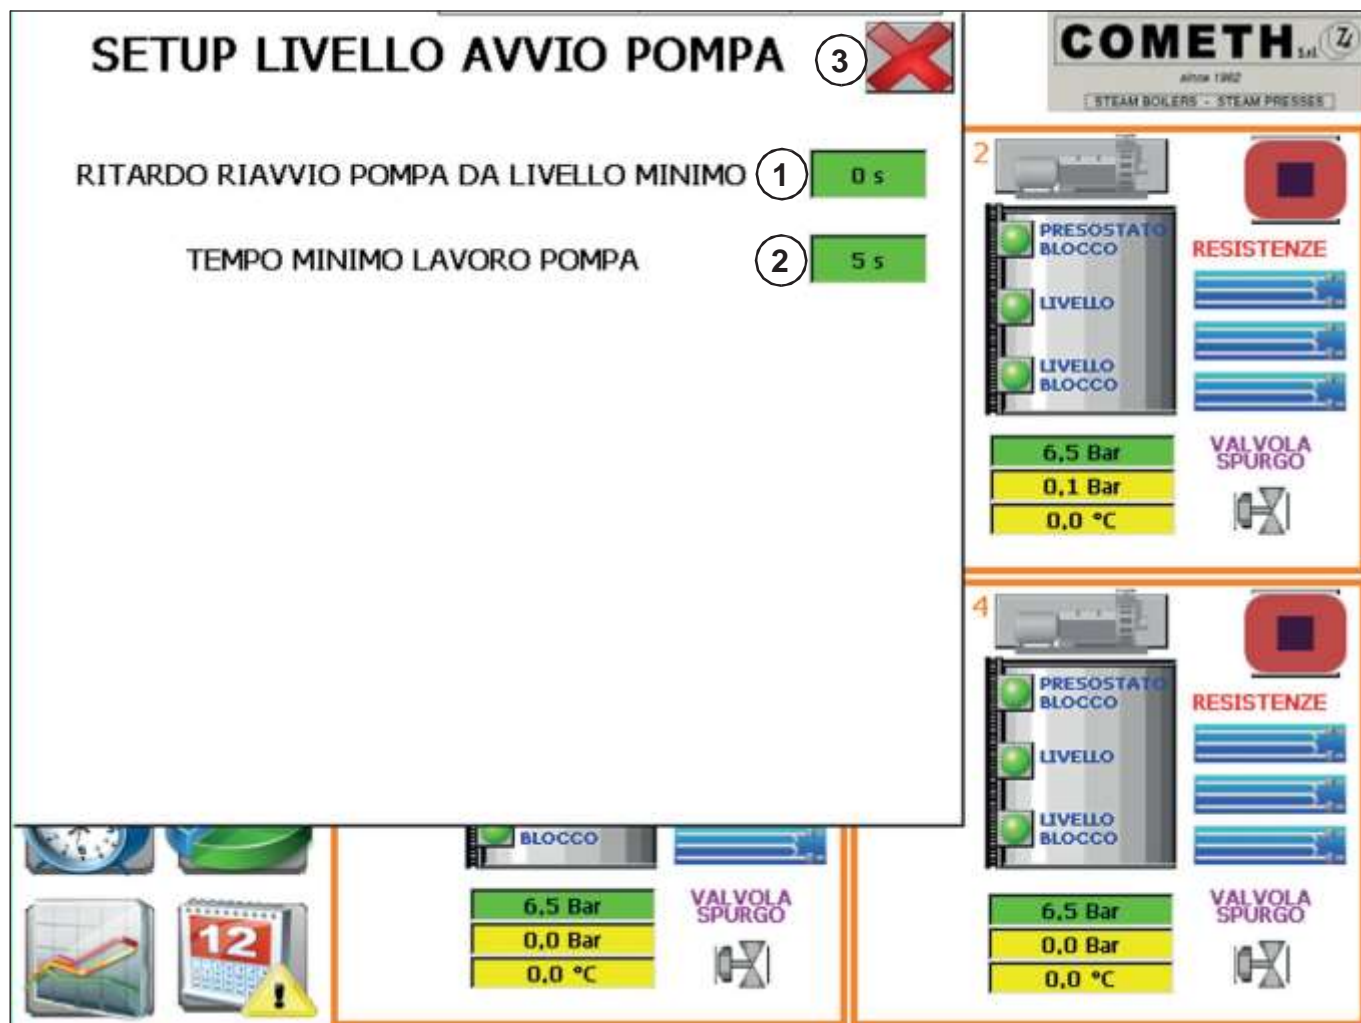 SETUP LIVELLO AVVIO POMPA
3
RITARDO RIAVVIO POMPA DA LIVELLO MINIMO
1
0 s
TEMPO MINIMO LAVORO POMPA
2
5 s
COMETH S.r.l.
since 1962
STEAM BOILERS - STEAM PRESSES
2
PRESOSTATO
BLOCCO
LIVELLO
LIVELLO
BLOCCO
RESISTENZE
6,5 Bar
0,1 Bar
0,0 °C
VALVOLA
SPURGO
4
PRESOSTATO
BLOCCO
LIVELLO
LIVELLO
BLOCCO
RESISTENZE
6,5 Bar
0,0 Bar
0,0 °C
VALVOLA
SPURGO
BLOCCO
6,5 Bar
0,0 Bar
0,0 °C
VALVOLA
SPURGO
12